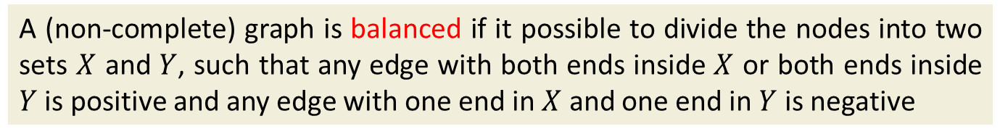 A (non-complete) graph is balanced if it possible to divide the nodes into two
sets X and Y, such that any edge with both ends inside X or both ends inside
Y is positive and any edge with one end in X and one end in Y is negative